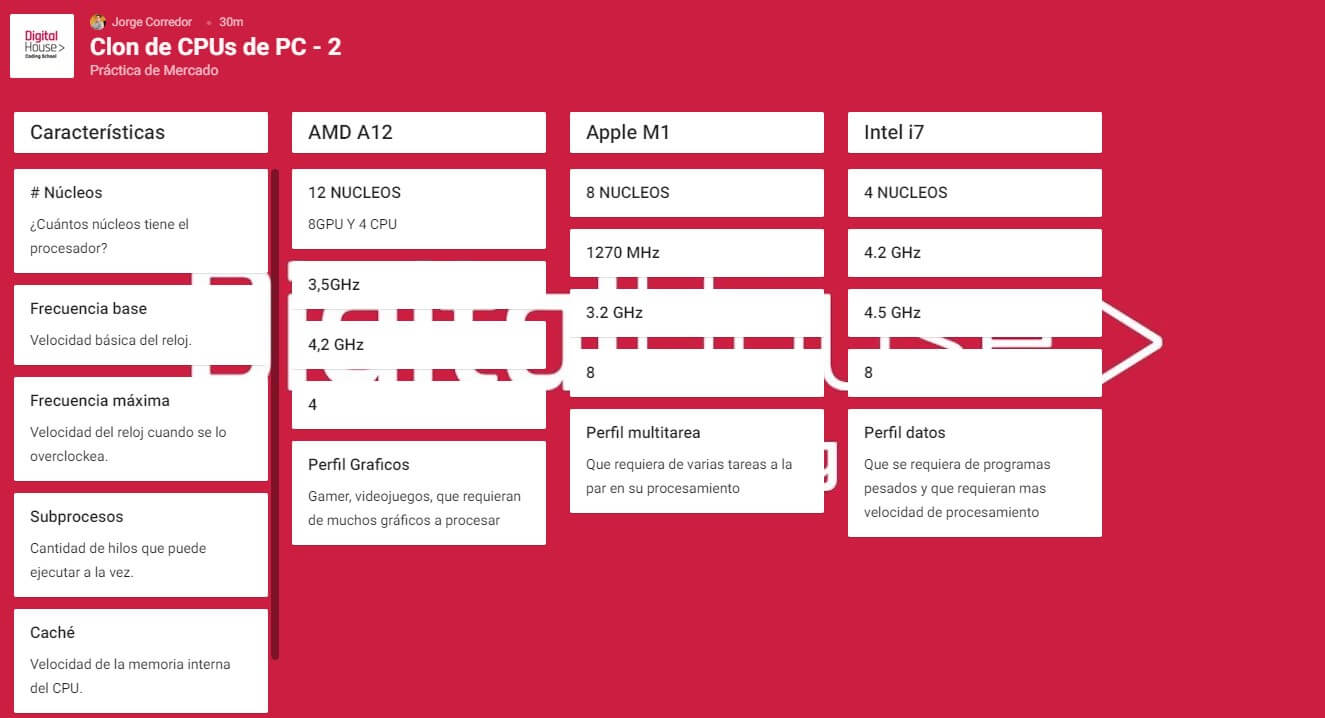 Digital
House>
Coding School
Jorge Corredor • 30m
Clon de CPUs de PC - 2
Práctica de Mercado
Características
# Núcleos
¿Cuántos núcleos tiene el
procesador?
Frecuencia base
Velocidad básica del reloj.
Frecuencia máxima
Velocidad del reloj cuando se lo
overclockea.
Subprocesos
Cantidad de hilos que puede
ejecutar a la vez.
Caché
Velocidad de la memoria interna
del CPU.
AMD A12
12 NUCLEOS
8GPU Y 4 CPU
3,5GHz
4,2 GHz
4
Perfil Graficos
Gamer, videojuegos, que requieran
de muchos gráficos a procesar
Apple M1
8 NUCLEOS
1270 MHz
3.2 GHz
8
Perfil multitarea
Que requiera de varias tareas a la
par en su procesamiento
Intel i7
4 NUCLEOS
4.2 GHz
4.5 GHz
8
Perfil datos
Que se requiera de programas
pesados y que requieran mas
velocidad de procesamiento